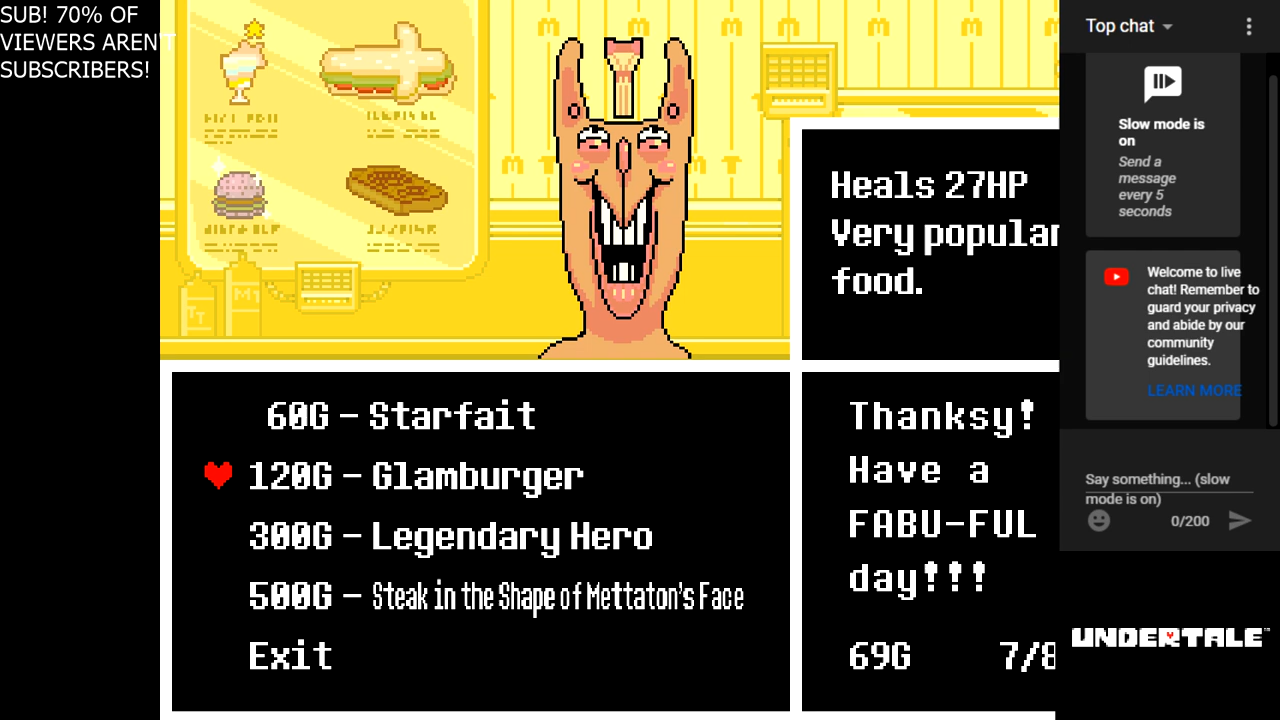 SUB! 70% OF
VIEWERS AREN'T
SUBSCRIBERS!
Heals 27HP
Very popular
food.
60G - Starfait
120G - Glamburger
300G - Legendary Hero
500G - Steak in the Shape of Mettaton's Face
Exit
Thanksy!
Have a
FABU-FUL
day!!!
69G 7/8
Top chat
Slow mode is
on
Send a
message
every 5
seconds
Welcome to live
chat! Remember to
guard your privacy
and abide by our
community
guidelines.
LEARN MORE
Say something... (slow
mode is on)
0/200
UNDERTALE